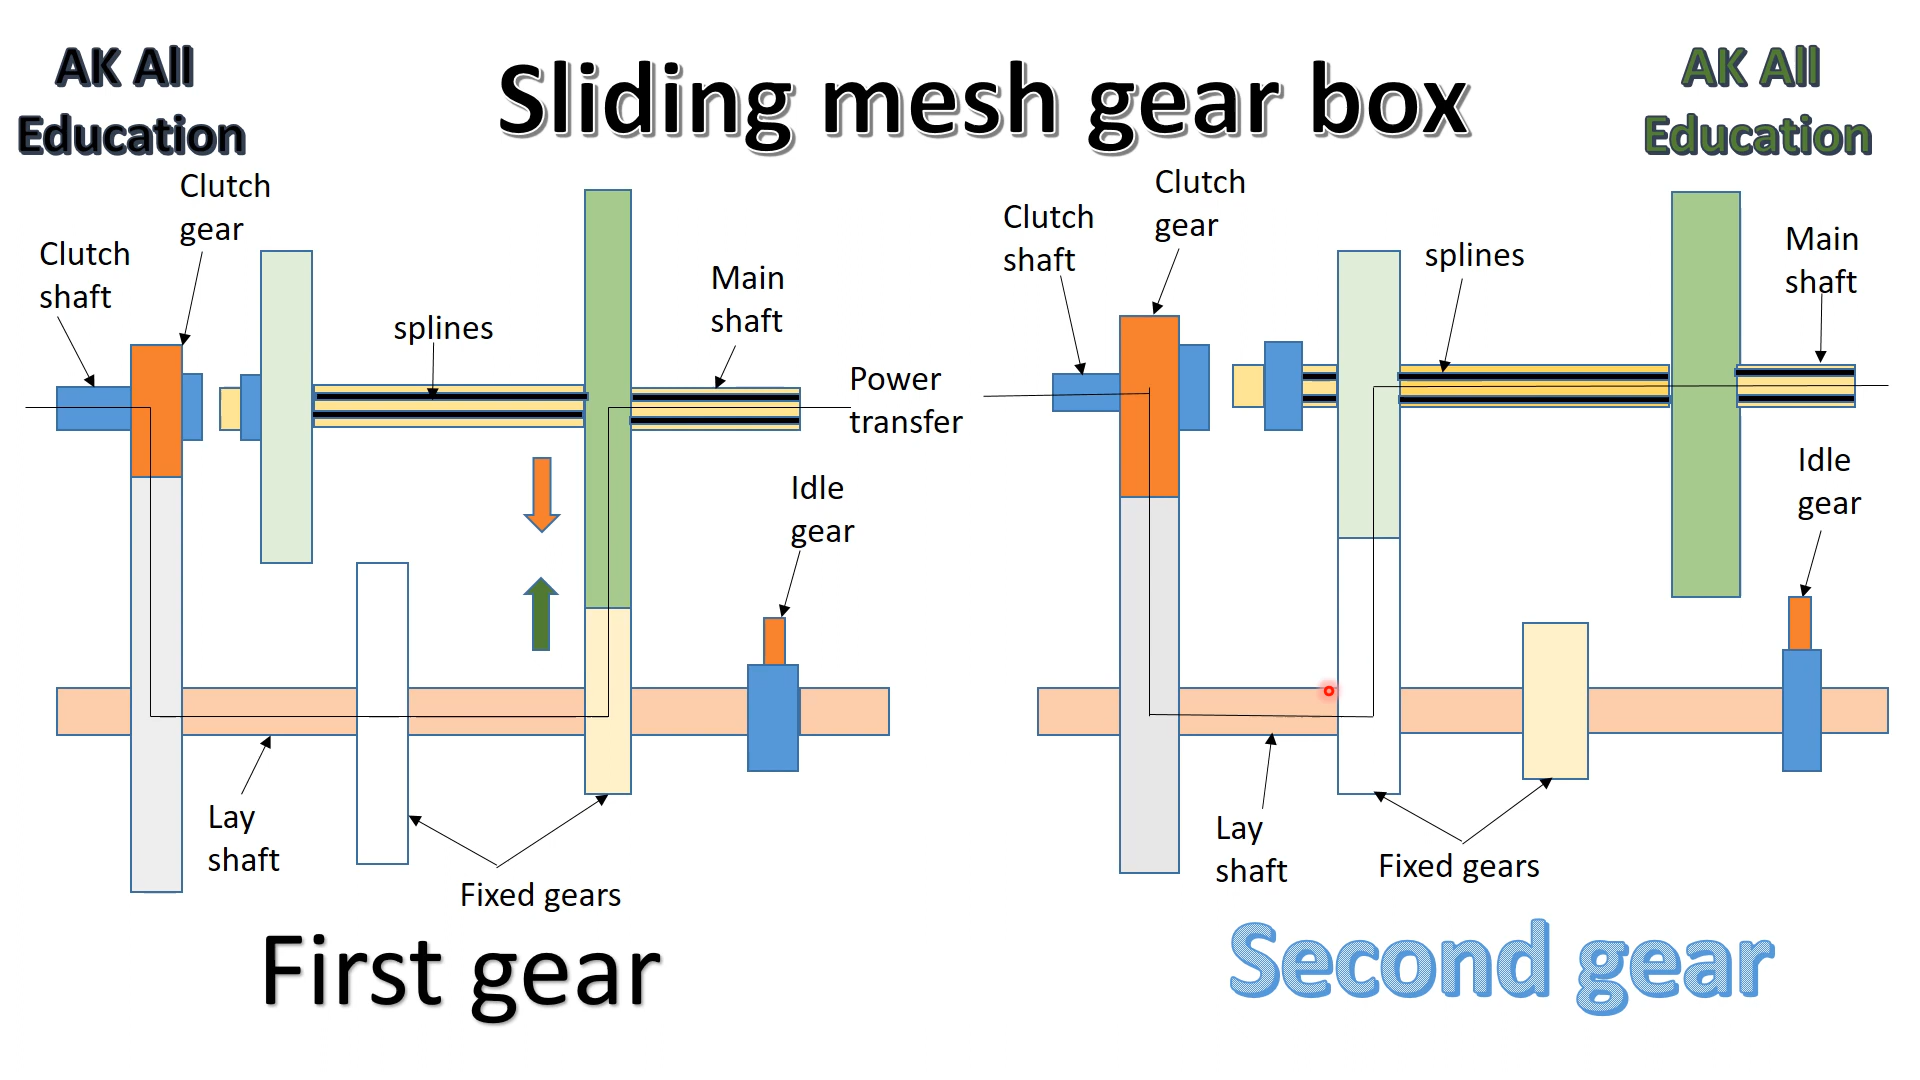 AK All
Education
Sliding mesh gear box
AK All
Education
Clutch
gear
Clutch
shaft
splines
Main
shaft
Power
transfer
Idle
gear
Lay
shaft
Fixed gears
First gear
Clutch
gear
Clutch
shaft
splines
Main
shaft
Idle
gear
Lay
shaft
Fixed gears
Second gear